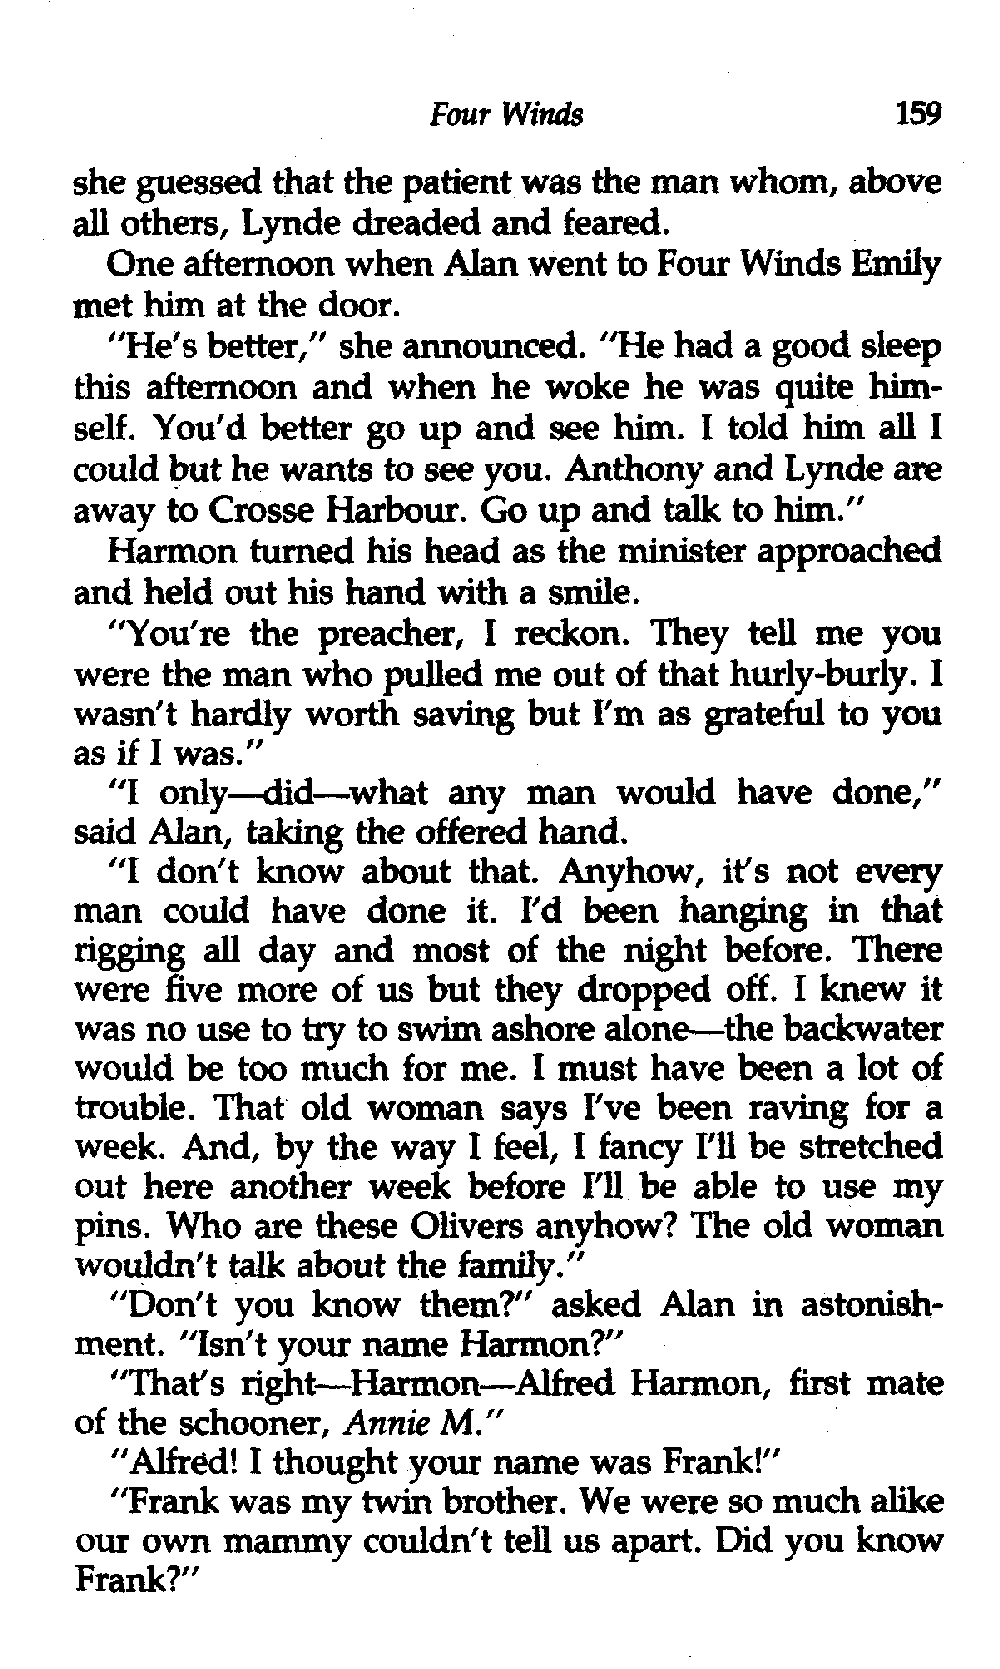 Four Winds 159
she guessed that the patient was the man whom, above
all others, Lynde dreaded and feared.
One afternoon when Alan went to Four Winds Emily
met him at the door.
"He's better," she announced. "He had a good sleep
this afternoon and when he woke he was quite him-
self. You'd better go up and see him. I told him all I
could but he wants to see you. Anthony and Lynde are
away to Crosse Harbour. Go up and talk to him."
Harmon turned his head as the minister approached
and held out his hand with a smile.
"You're the preacher, I reckon. They tell me you
were the man who pulled me out of that hurly-burly. I
wasn't hardly worth saving but I'm as grateful to you
as if I was."
"I only—did—what any man would have done,"
said Alan, taking the offered hand.
"I don't know about that. Anyhow, it's not every
man could have done it. I'd been hanging in that
rigging all day and most of the night before. There
were five more of us but they dropped off. I knew it
was no use to try to swim ashore alone—the backwater
would be too much for me. I must have been a lot of
trouble. That old woman says I've been raving for a
week. And, by the way I feel, I fancy I'll be stretched
out here another week before I'll be able to use my
pins. Who are these Olivers anyhow? The old woman
wouldn't talk about the family."
"Don't you know them?" asked Alan in astonish-
ment. "Isn't your name Harmon?"
"That's right—Harmon—Alfred Harmon, first mate
of the schooner, Annie M."
"Alfred! I thought your name was Frank!"
"Frank was my twin brother. We were so much alike
our own mammy couldn't tell us apart. Did you know
Frank?"